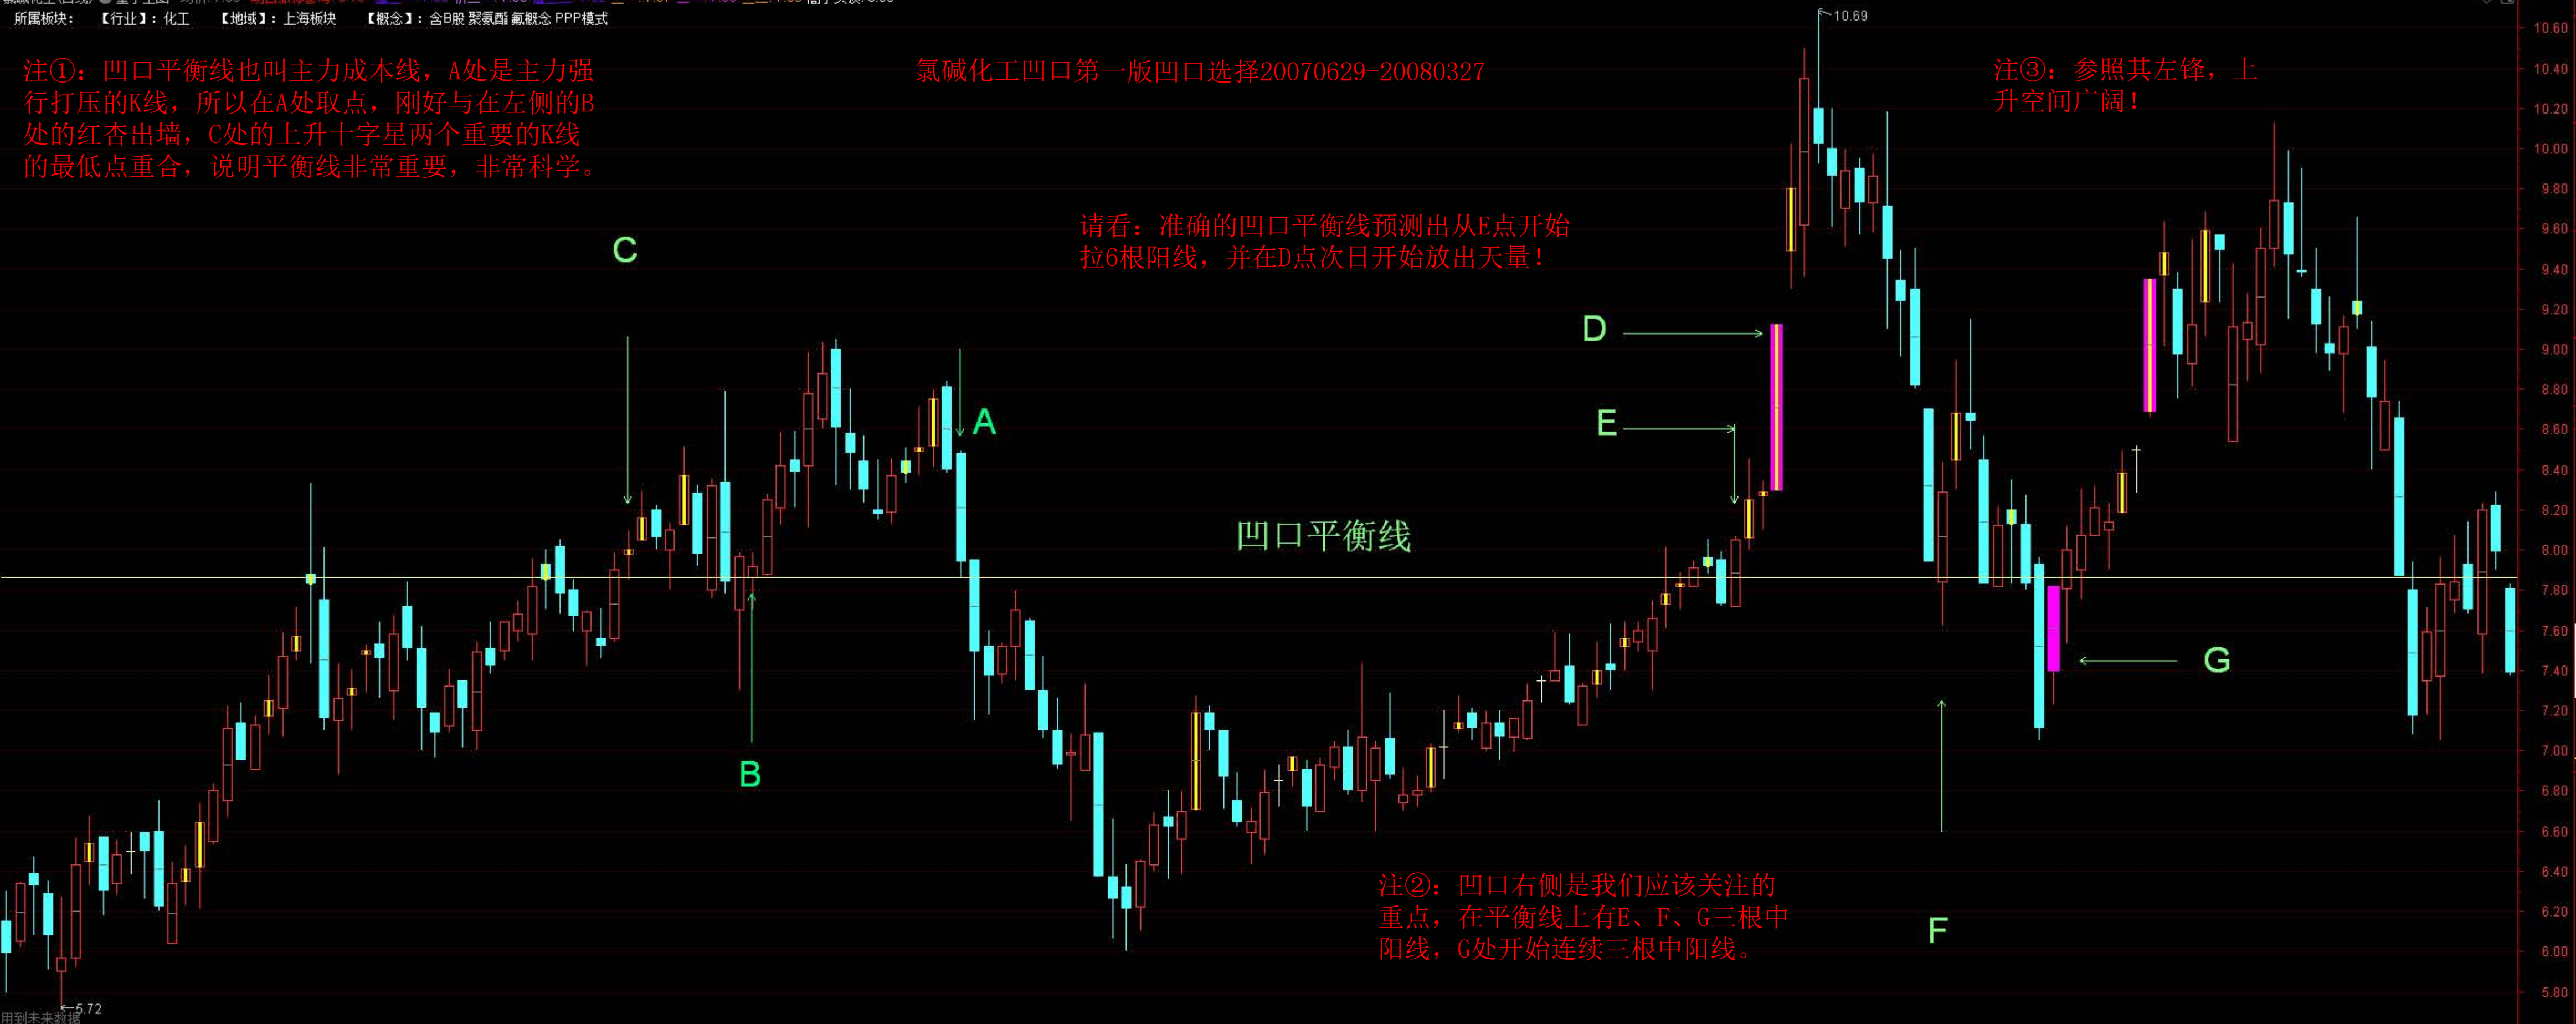 所属板块： 【行业】：化工 【地域】：上海板块 【概念】：含B股 聚氨酯 氟概念 PPP模式
10.69
注①：凹口平衡线也叫主力成本线，A处是主力强
行打压的K线，所以在A处取点，刚好与在左侧的B
处的红杏出墙，C处的上升十字星两个重要的K线
的最低点重合，说明平衡线非常重要，非常科学。
氯碱化工凹口第一版凹口选择20070629-20080327
注③：参照其左锋，上
升空间广阔！
请看：准确的凹口平衡线预测出从E点开始
拉6根阳线，并在D点次日开始放出天量！
C
D
E
A
凹口平衡线
B
G
F
注②：凹口右侧是我们应该关注的
重点，在平衡线上有E、F、G三根中
阳线，G处开始连续三根中阳线。
5.72
用到未来数据
10.60
10.40
10.20
10.00
9.80
9.60
9.40
9.20
9.00
8.80
8.60
8.40
8.20
8.00
7.80
7.60
7.40
7.20
7.00
6.80
6.60
6.40
6.20
6.00
5.80